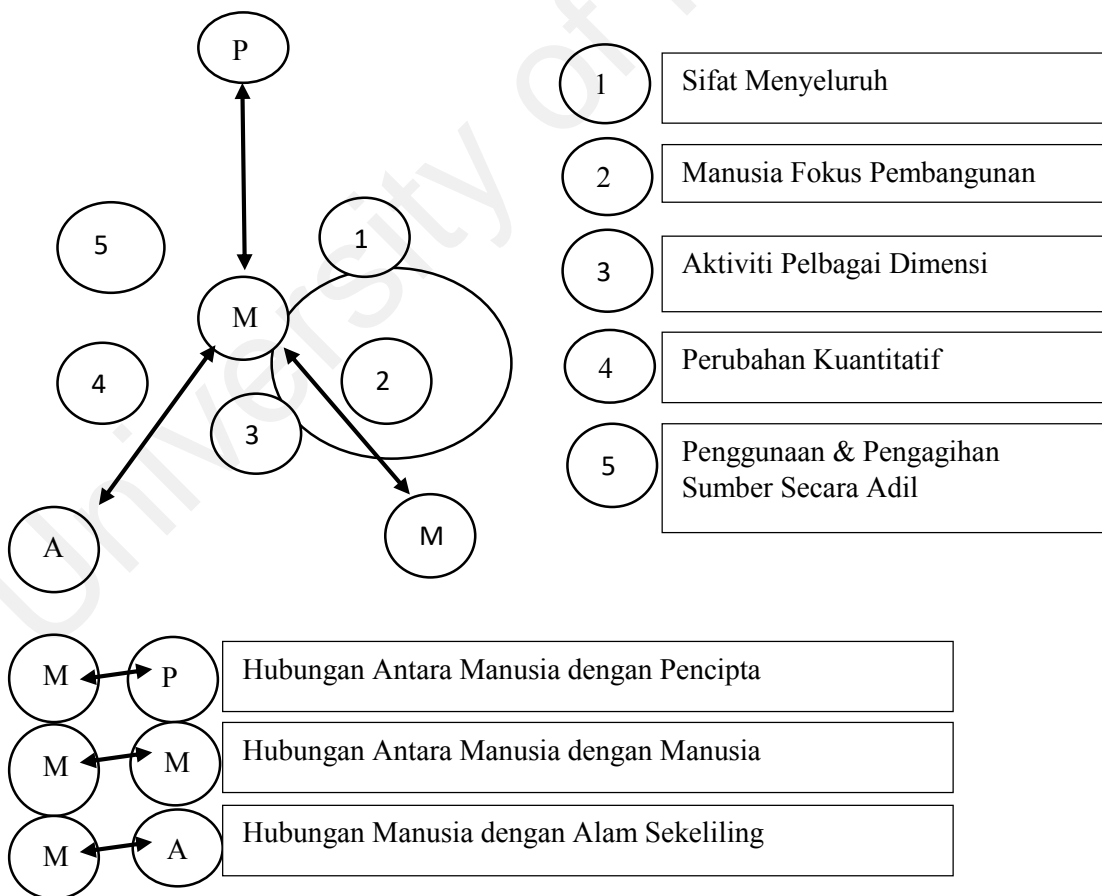 P
1 Sifat Menyeluruh
2 Manusia Fokus Pembangunan
3 Aktiviti Pelbagai Dimensi
4 Perubahan Kuantitatif
5 Penggunaan & Pengagihan
Sumber Secara Adil
5
1
M
4
2
3
A
M
M P Hubungan Antara Manusia dengan Pencipta
M M Hubungan Antara Manusia dengan Manusia
M A Hubungan Manusia dengan Alam Sekeliling
University of